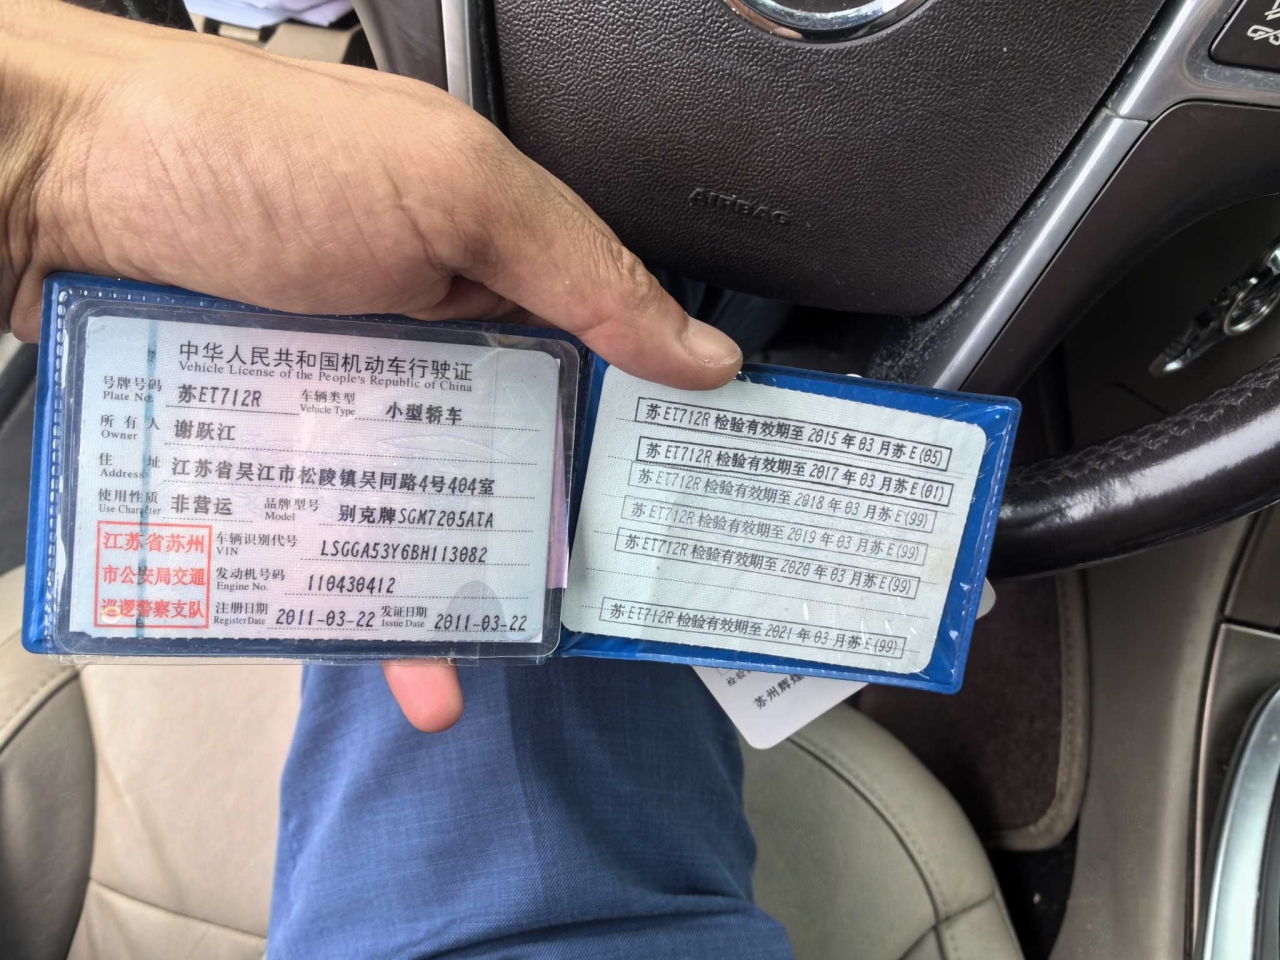 AIRBAG
中华人民共和国机动车行驶证
Vehicle License of the People's Republic of China
号牌号码 苏ET712R 车辆类型 小型轿车
Plate No. Vehicle Type
所有人 谢跃江
Owner
住址 江苏省吴江市松陵镇吴同路4号404室
Address
使用性质 非营运 品牌型号 别克牌SGM7205ATA
Use Character Model
江苏省苏州
市公安局交通
巡逻警察支队
车辆识别代号 LSGGA53Y6BH113082
VIN
发动机号码 110430412
Engine No.
注册日期 2011-03-22 发证日期 2011-03-22
Register Date Issue Date
苏ET712R 检验有效期至 2015年03月苏E(05)
苏ET712R 检验有效期至 2017年03月苏E(01)
苏ET712R 检验有效期至 2018年03月苏E(99)
苏ET712R 检验有效期至 2019年03月苏E(99)
苏ET712R 检验有效期至 2020年03月苏E(99)
苏ET712R 检验有效期至 2021年03月苏E(99)
检验
苏州辉